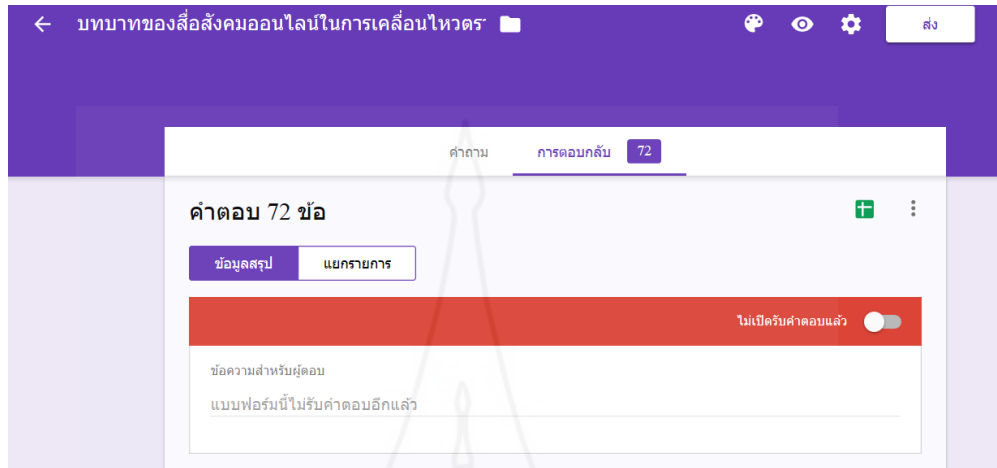 บทบาทของสื่อสังคมออนไลน์ในการเคลื่อนไหวตร
ส่ง
คำถาม การตอบกลับ 72
คำตอบ 72 ข้อ
ข้อมูลสรุป แยกรายการ
ไม่เปิดรับคำตอบแล้ว
ข้อความสำหรับผู้ตอบ
แบบฟอร์มนี้ไม่รับคำตอบอีกแล้ว